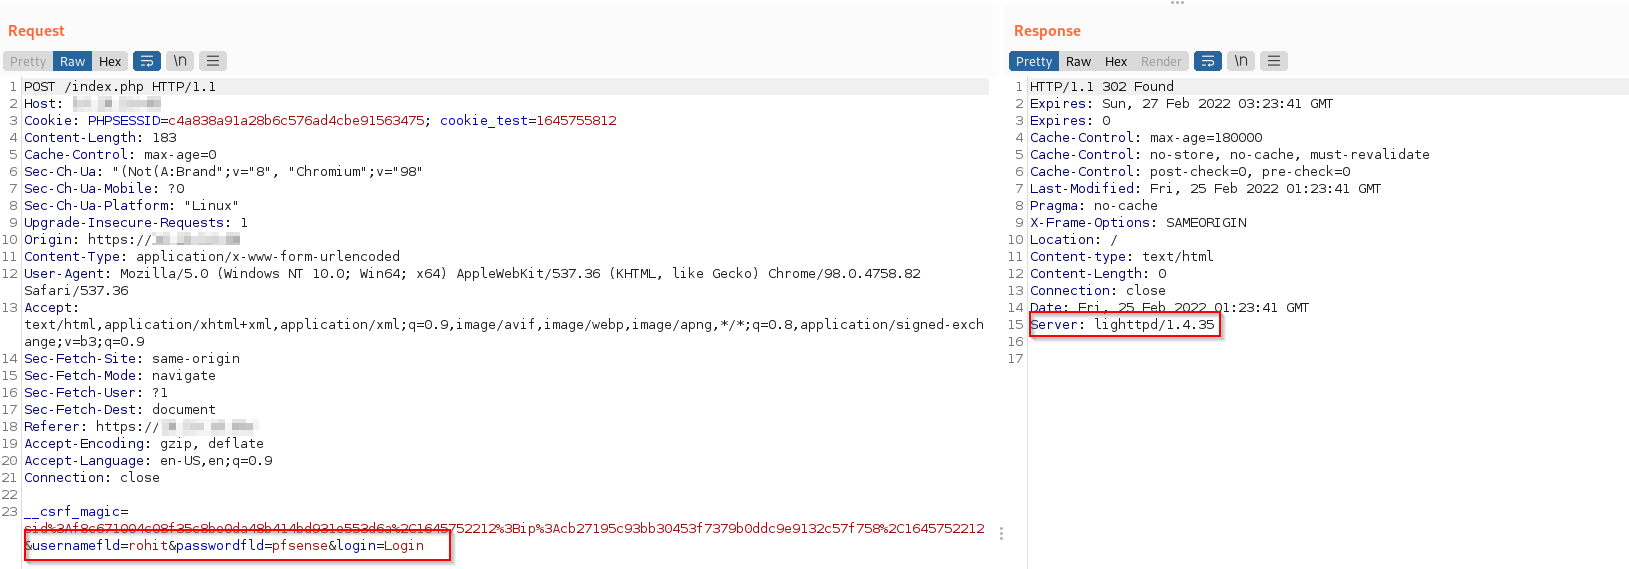 Request
Pretty Raw Hex \n
1 POST /index.php HTTP/1.1
2 Host:
3 Cookie: PHPSESSID=c4a838a91a28b6c576ad4cbe91563475; cookie_test=1645755812
4 Content-Length: 183
5 Cache-Control: max-age=0
6 Sec-Ch-Ua: "(Not(A:Brand";v="8", "Chromium";v="98"
7 Sec-Ch-Ua-Mobile: ?0
8 Sec-Ch-Ua-Platform: "Linux"
9 Upgrade-Insecure-Requests: 1
10 Origin: https://
11 Content-Type: application/x-www-form-urlencoded
12 User-Agent: Mozilla/5.0 (Windows NT 10.0; Win64; x64) AppleWebKit/537.36 (KHTML, like Gecko) Chrome/98.0.4758.82
Safari/537.36
13 Accept:
text/html,application/xhtml+xml,application/xml;q=0.9,image/avif,image/webp,image/apng,*/*;q=0.8,application/signed-exch
ange;v=b3;q=0.9
14 Sec-Fetch-Site: same-origin
15 Sec-Fetch-Mode: navigate
16 Sec-Fetch-User: ?1
17 Sec-Fetch-Dest: document
18 Referer: https://
19 Accept-Encoding: gzip, deflate
20 Accept-Language: en-US,en;q=0.9
21 Connection: close
22
23 __csrf_magic=
sid%3Af8c671004c08f35c8be0da48b414bd931e553d6a%2C1645752212%3Bip%3Acb27195c93bb30453f7379b0ddc9e9132c57f758%2C1645752212
&usernamefld=rohit&passwordfld=pfsense&login=Login
Response
Pretty Raw Hex Render \n
1 HTTP/1.1 302 Found
2 Expires: Sun, 27 Feb 2022 03:23:41 GMT
3 Expires: 0
4 Cache-Control: max-age=180000
5 Cache-Control: no-store, no-cache, must-revalidate
6 Cache-Control: post-check=0, pre-check=0
7 Last-Modified: Fri, 25 Feb 2022 01:23:41 GMT
8 Pragma: no-cache
9 X-Frame-Options: SAMEORIGIN
10 Location: /
11 Content-type: text/html
12 Content-Length: 0
13 Connection: close
14 Date: Fri, 25 Feb 2022 01:23:41 GMT
15 Server: lighttpd/1.4.35
16
17